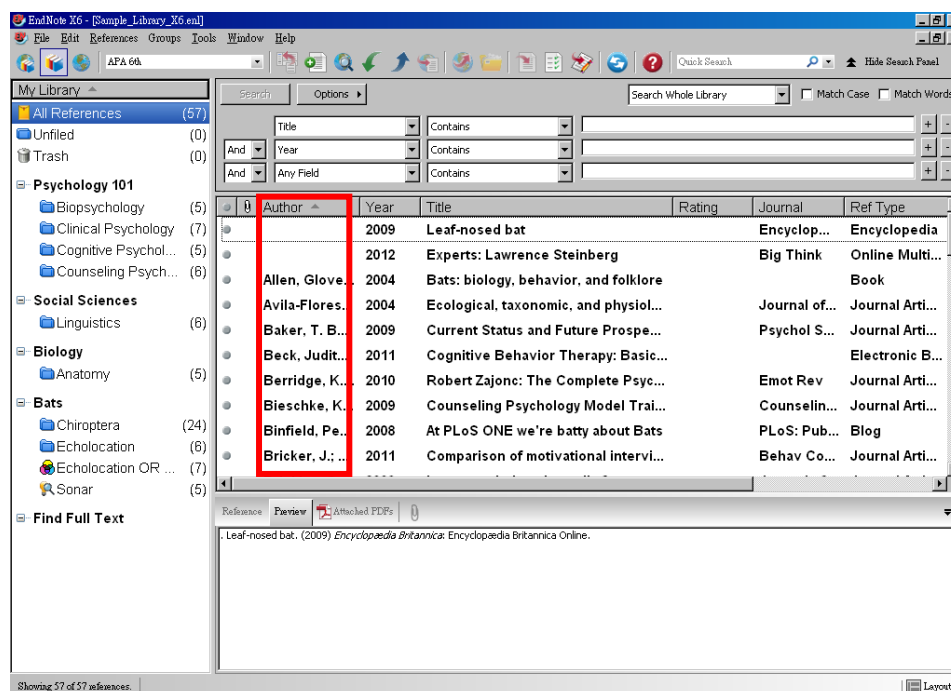 EndNote X6 - [Sample_Library_X6.enl]
File Edit References Groups Tools Window Help
APA 6th Quick Search Hide Search Panel
My Library
All References (57)
Unfiled (0)
Trash (0)
Psychology 101
Biopsychology (5)
Clinical Psychology (7)
Cognitive Psychol... (5)
Counseling Psych... (6)
Social Sciences
Linguistics (6)
Biology
Anatomy (5)
Bats
Chiroptera (24)
Echolocation (6)
Echolocation OR ... (7)
Sonar (5)
Find Full Text
Search Options Search Whole Library Match Case Match Words
Title Contains + -
And Year Contains + -
And Any Field Contains + -
Author Year Title Rating Journal Ref Type
2009 Leaf-nosed bat Encyclop... Encyclopedia
2012 Experts: Lawrence Steinberg Big Think Online Multi...
Allen, Glove... 2004 Bats: biology, behavior, and folklore Book
Avila-Flores... 2004 Ecological, taxonomic, and physiol... Journal of... Journal Arti...
Baker, T. B... 2009 Current Status and Future Prospe... Psychol S... Journal Arti...
Beck, Judit... 2011 Cognitive Behavior Therapy: Basic... Electronic B...
Berridge, K... 2010 Robert Zajonc: The Complete Psyc... Emot Rev Journal Arti...
Bieschke, K... 2009 Counseling Psychology Model Trai... Counselin... Journal Arti...
Binfield, Pe... 2008 At PLoS ONE we're batty about Bats PLoS: Pub... Blog
Bricker, J.; ... 2011 Comparison of motivational intervi... Behav Co... Journal Arti...
Reference Preview Attached PDFs
. Leaf-nosed bat. (2009) Encyclopædia Britannica: Encyclopædia Britannica Online.
Showing 57 of 57 references. Layout